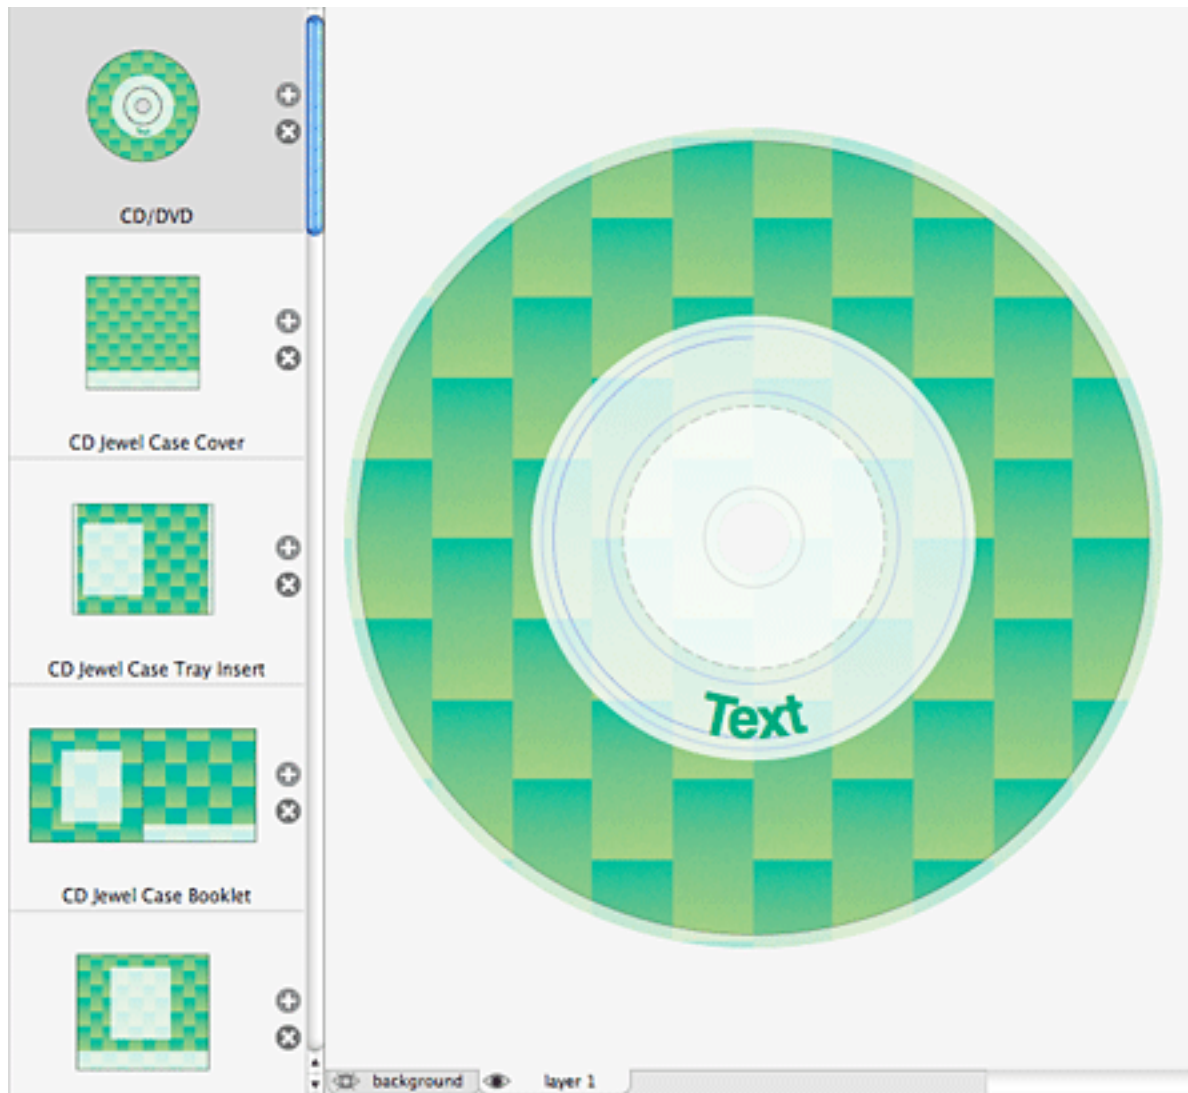 CD/DVD
CD Jewel Case Cover
CD Jewel Case Tray Insert
CD Jewel Case Booklet
Text
background
layer 1